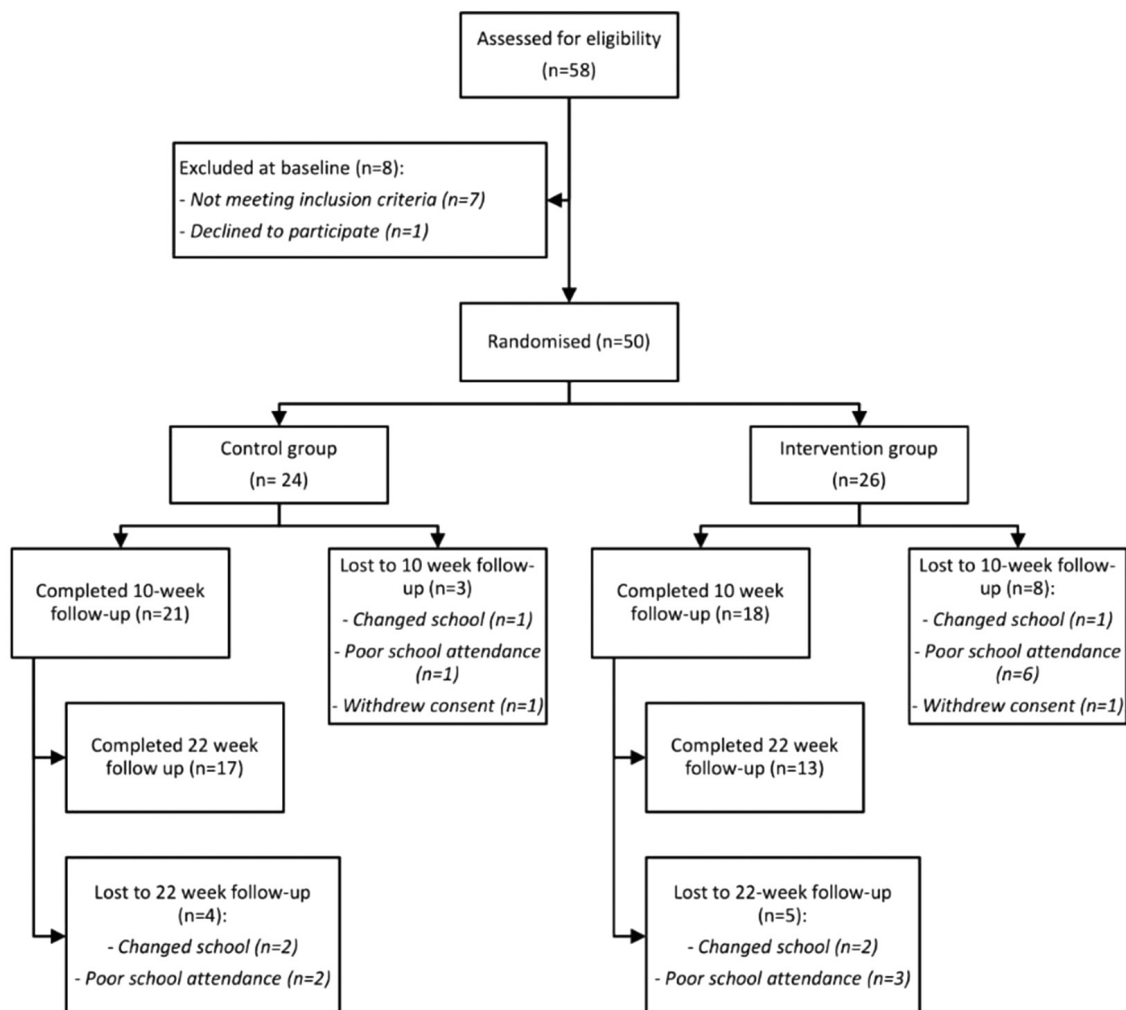 Assessed for eligibility
(n=58)
Excluded at baseline (n=8):
- Not meeting inclusion criteria (n=7)
- Declined to participate (n=1)
Randomised (n=50)
Control group
(n= 24)
Intervention group
(n=26)
Completed 10-week
follow-up (n=21)
Lost to 10 week follow-
up (n=3)
- Changed school (n=1)
- Poor school attendance
(n=1)
- Withdrew consent (n=1)
Completed 10 week
follow-up (n=18)
Lost to 10-week follow-
up (n=8):
- Changed school (n=1)
- Poor school attendance
(n=6)
- Withdrew consent (n=1)
Completed 22 week
follow up (n=17)
Completed 22 week
follow-up (n=13)
Lost to 22 week follow-up
(n=4):
- Changed school (n=2)
- Poor school attendance (n=2)
Lost to 22-week follow-up
(n=5):
- Changed school (n=2)
- Poor school attendance (n=3)